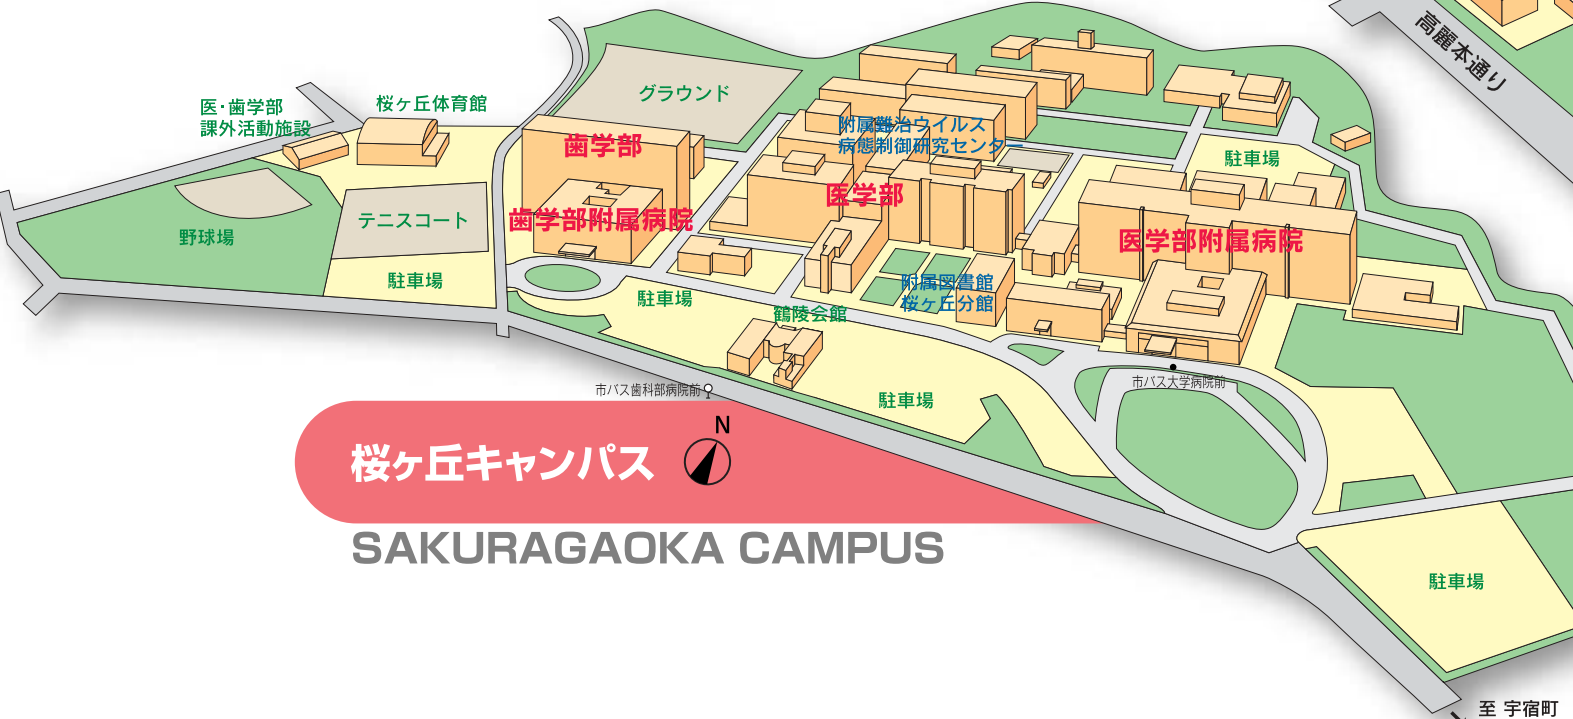 高麗本通り
グラウンド
医・歯学部
課外活動施設
桜ヶ丘体育館
附属難治ウイルス
病態制御研究センター
歯学部
駐車場
医学部
テニスコート
歯学部附属病院
野球場
医学部附属病院
駐車場
附属図書館
桜ヶ丘分館
駐車場
鶴陵会館
市バス歯科部病院前
市バス大学病院前
駐車場
N
桜ヶ丘キャンパス
SAKURAGAOKA CAMPUS
駐車場
至 宇宿町